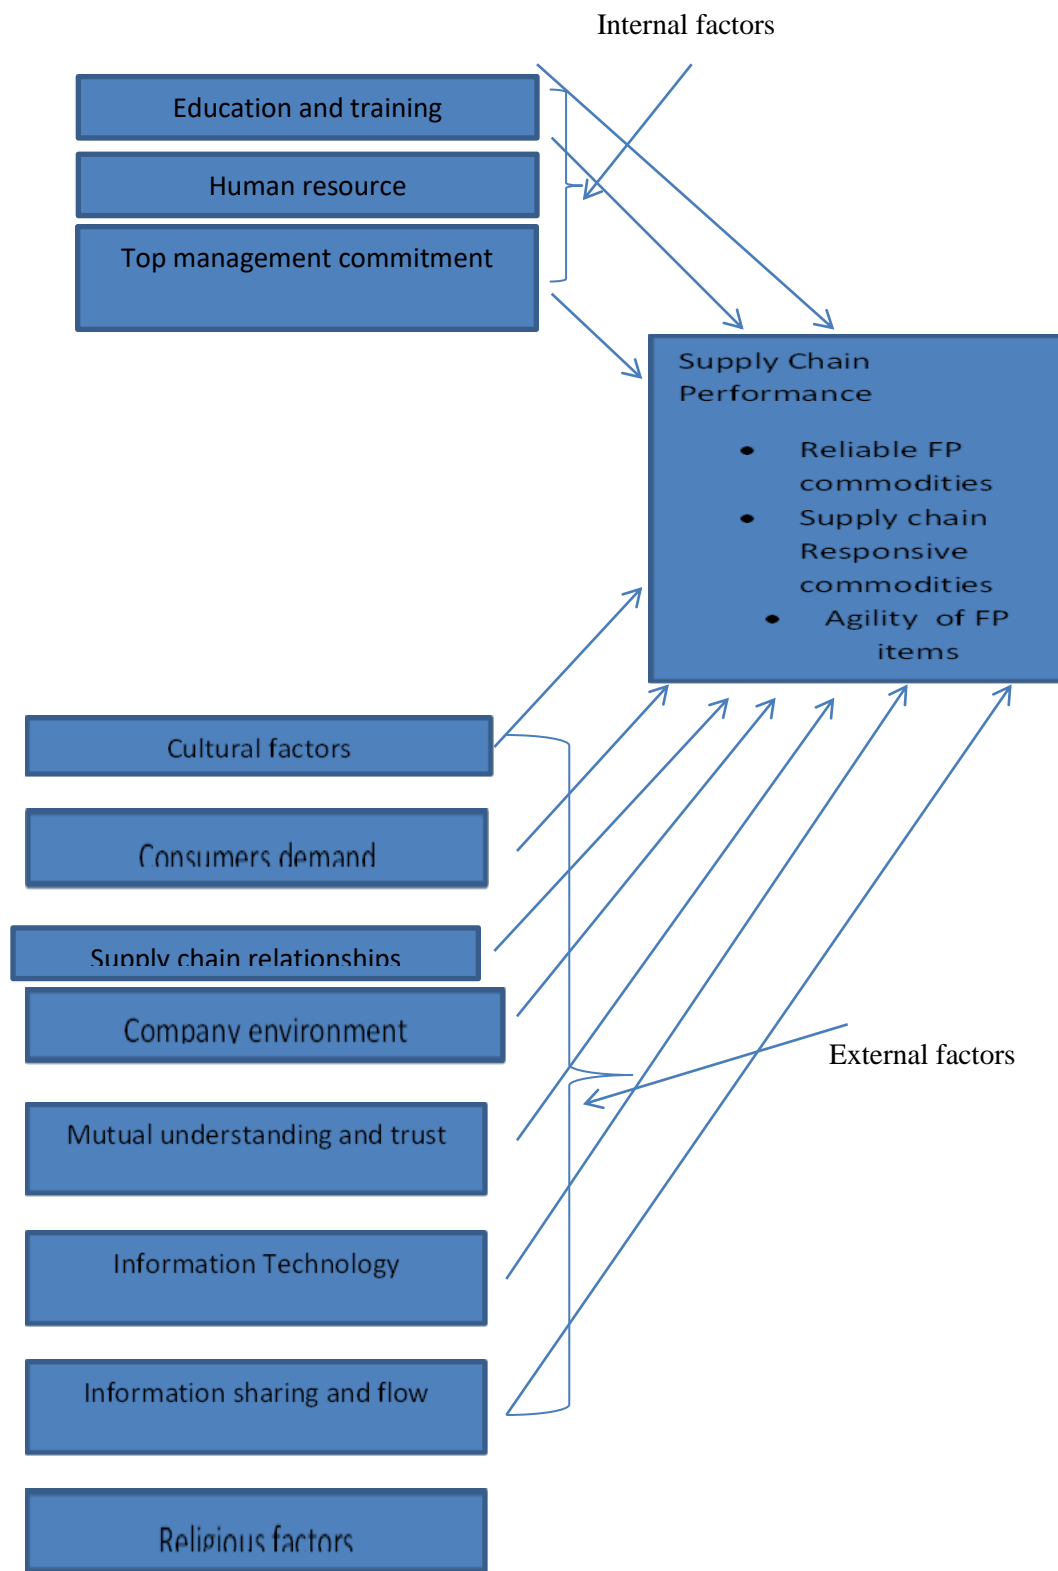 Internal factors
Education and training
Human resource
Top management commitment
Supply Chain
Performance
• Reliable FP
commodities
• Supply chain
Responsive
commodities
• Agility of FP
items
Cultural factors
Consumers demand
Supply chain relationships
Company environment
External factors
Mutual understanding and trust
Information Technology
Information sharing and flow
Religious factors